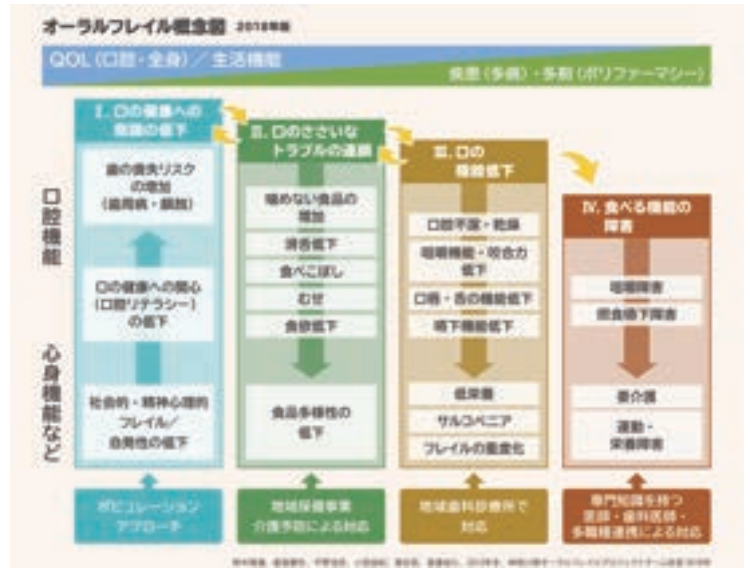 オーラルフレイル概念図 2019年版
QOL(口腔・全身)/生活機能
疾患(多病)・多剤(ポリファーマシー)
口腔機能
心身機能など
Ⅰ. 口の健康への
意識の低下
歯の喪失リスク
の増加
(歯周病・齲蝕)
口の健康への関心
(口腔リテラシー)
の低下
社会的・精神心理的
フレイル/
自発性の低下
ポピュレーション
アプローチ
Ⅱ. 口のささいな
トラブルの連鎖
噛めない食品の
増加
滑舌低下
食べこぼし
むせ
食欲低下
食品多様性の
低下
地域保健事業
介護予防による対応
Ⅲ. 口の
機能低下
口腔不潔・乾燥
咀嚼機能・咬合力
低下
口唇・舌の機能低下
嚥下機能低下
低栄養
サルコペニア
フレイルの重度化
地域歯科診療所で
対応
Ⅳ. 食べる機能の
障害
咀嚼障害
摂食嚥下障害
要介護
運動・
栄養障害
専門知識を持つ
医師・歯科医師・
多職種連携による対応